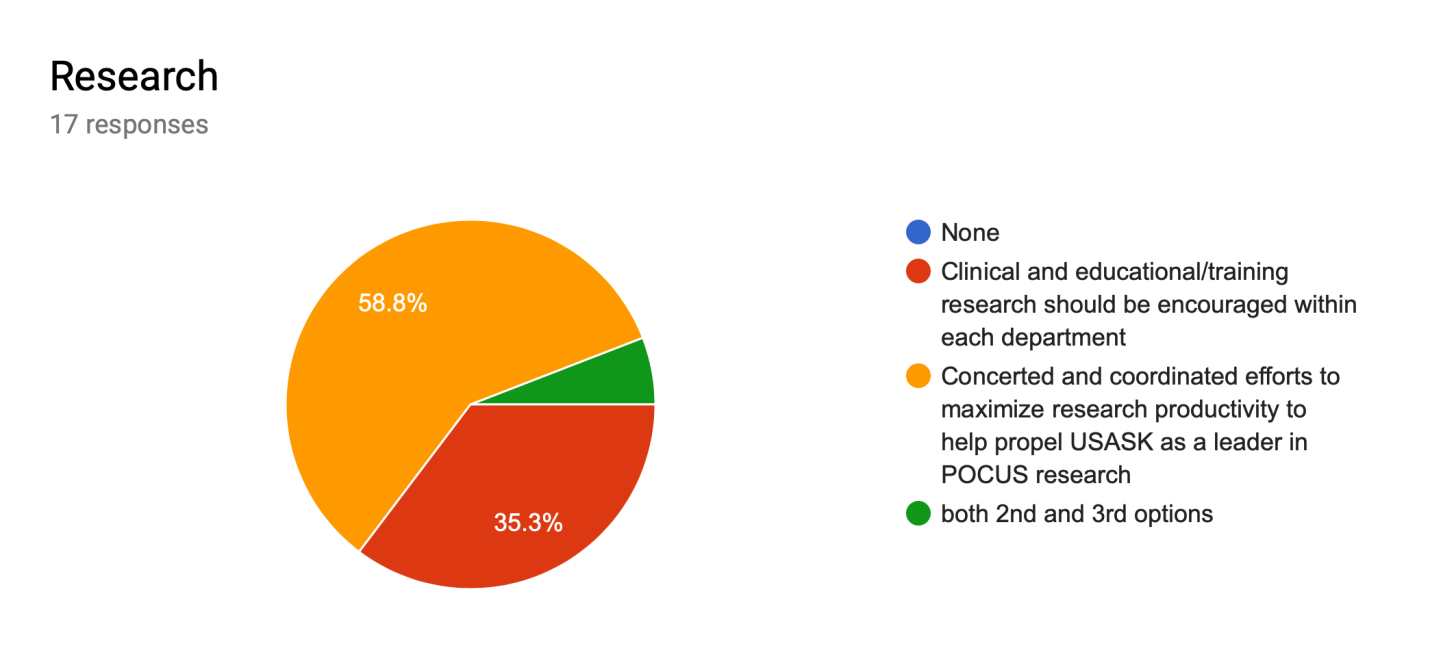 Research
17 responses
58.8%
35.3%
None
Clinical and educational/training
research should be encouraged within
each department
Concerted and coordinated efforts to
maximize research productivity to
help propel USASK as a leader in
POCUS research
both 2nd and 3rd options